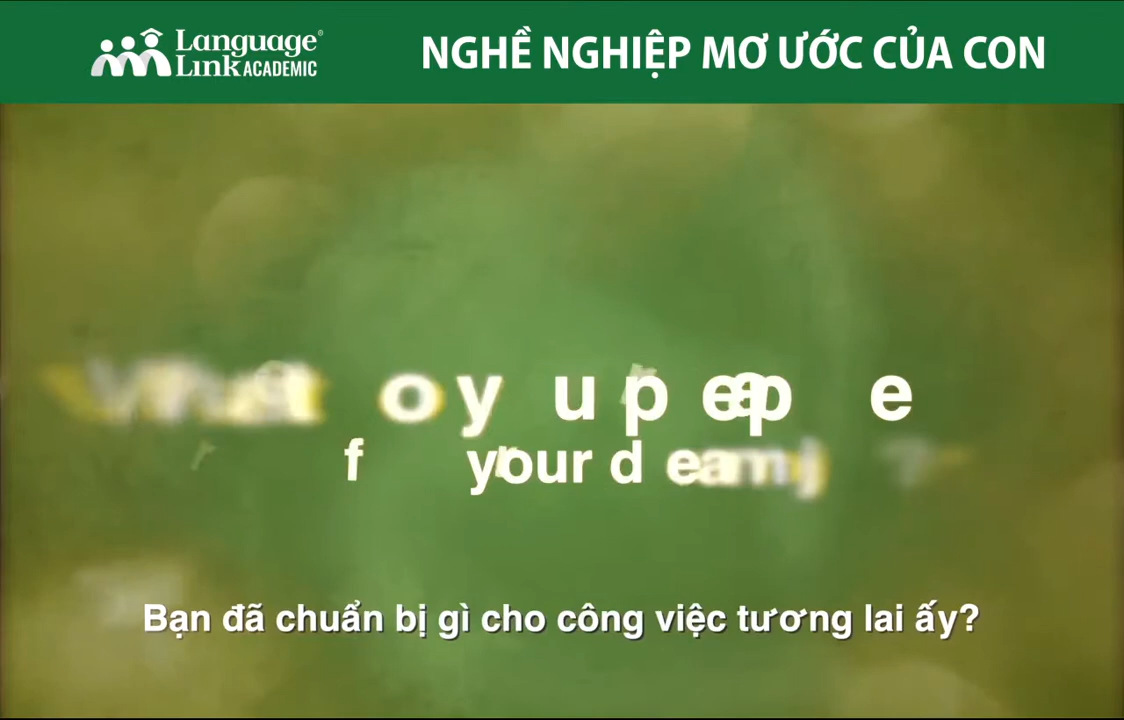 Language
Link ACADEMIC
NGHỀ NGHIỆP MƠ ƯỚC CỦA CON
your
Bạn đã chuẩn bị gì cho công việc tương lai ấy?